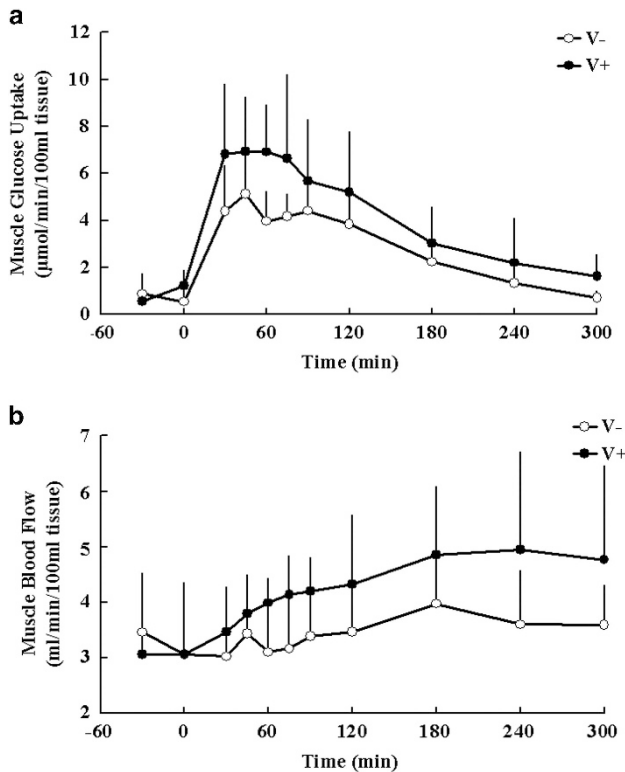 a
V-
V+
12
10
8
6
4
2
0
Muscle Glucose Uptake
(μmol/min/100ml tissue)
-60 0 60 120 180 240 300
Time (min)
b
V-
V+
7
6
5
4
3
2
Muscle Blood Flow
(ml/min/100ml tissue)
-60 0 60 120 180 240 300
Time (min)